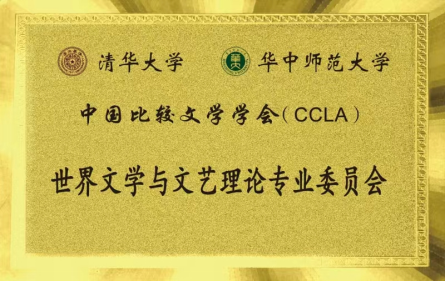 清华大学 华中师范大学
中国比较文学学会(CCLA)
世界文学与文艺理论专业委员会